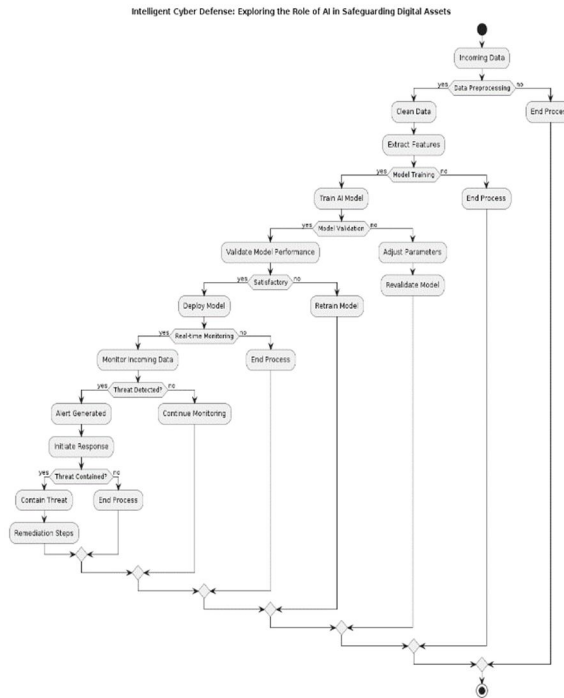 Intelligent Cyber Defense: Exploring the Role of AI in Safeguarding Digital Assets
Incoming Data
yes Data Preprocessing no
Clean Data
End Process
Extract Features
yes Model Training no
Train AI Model
End Process
yes Model Validation no
Validate Model Performance
Adjust Parameters
yes Satisfactory no
Revalidate Model
Deploy Model
Retrain Model
yes Real-time Monitoring no
Monitor Incoming Data
End Process
yes Threat Detected? no
Alert Generated
Continue Monitoring
Initiate Response
yes Threat Contained? no
Contain Threat
End Process
Remediation Steps